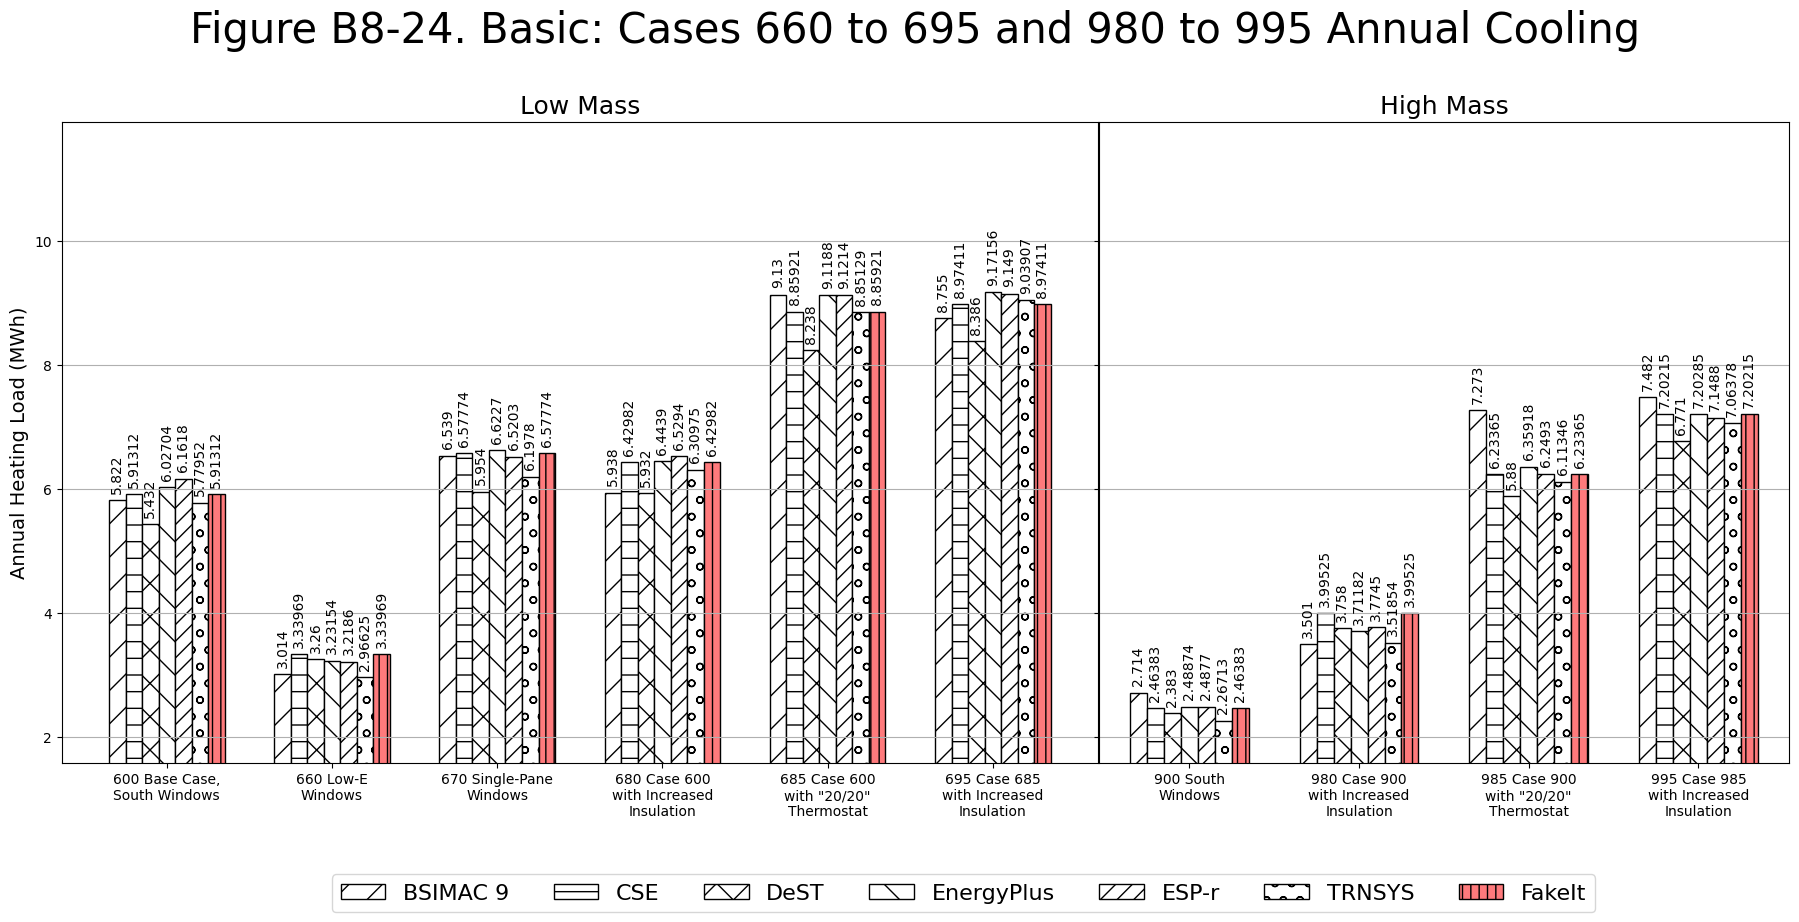 Figure B8-24. Basic: Cases 660 to 695 and 980 to 995 Annual Cooling
Low Mass
High Mass
Annual Heating Load (MWh)
10
8
6
4
2
5.822
5.91312
5.432
6.02704
6.1618
5.77952
5.91312
3.014
3.33969
3.26
3.23154
3.2186
2.96625
3.33969
6.539
6.57774
5.954
6.6227
6.5203
6.1978
6.57774
5.938
6.42982
5.932
6.4439
6.5294
6.30975
6.42982
9.13
8.85921
8.238
9.1188
9.1214
8.85129
8.85921
8.755
8.97411
8.386
9.17156
9.149
9.03907
8.97411
2.714
2.46383
2.383
2.48874
2.4877
2.26713
2.46383
3.501
3.99525
3.758
3.71182
3.7745
3.51854
3.99525
7.273
6.23365
5.88
6.35918
6.2493
6.11346
6.23365
7.482
7.20215
6.771
7.20285
7.1488
7.06378
7.20215
600 Base Case,
South Windows
660 Low-E
Windows
670 Single-Pane
Windows
680 Case 600
with Increased
Insulation
685 Case 600
with "20/20"
Thermostat
695 Case 685
with Increased
Insulation
900 South
Windows
980 Case 900
with Increased
Insulation
985 Case 900
with "20/20"
Thermostat
995 Case 985
with Increased
Insulation
BSIMAC 9
CSE
DeST
EnergyPlus
ESP-r
TRNSYS
FakeIt